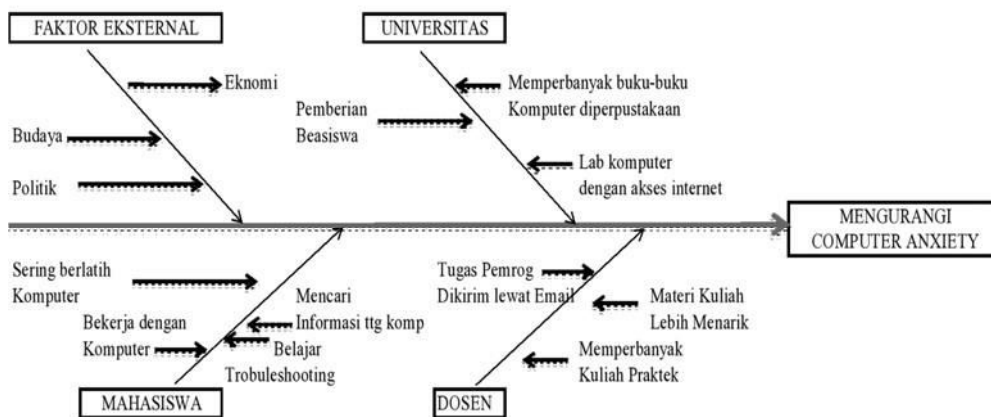 FAKTOR EKSTERNAL
UNIVERSITAS
Eknomi
Budaya
Politik
Memperbanyak buku-buku
Komputer diperpustakaan
Pemberian
Beasiswa
Lab komputer
dengan akses internet
MENGURANGI
COMPUTER ANXIETY
Sering berlatih
Komputer
Mencari
Informasi ttg komp
Bekerja dengan
Komputer
Belajar
Trobuleshooting
Tugas Pemrog
Dikirim lewat Email
Materi Kuliah
Lebih Menarik
Memperbanyak
Kuliah Praktek
MAHASISWA
DOSEN